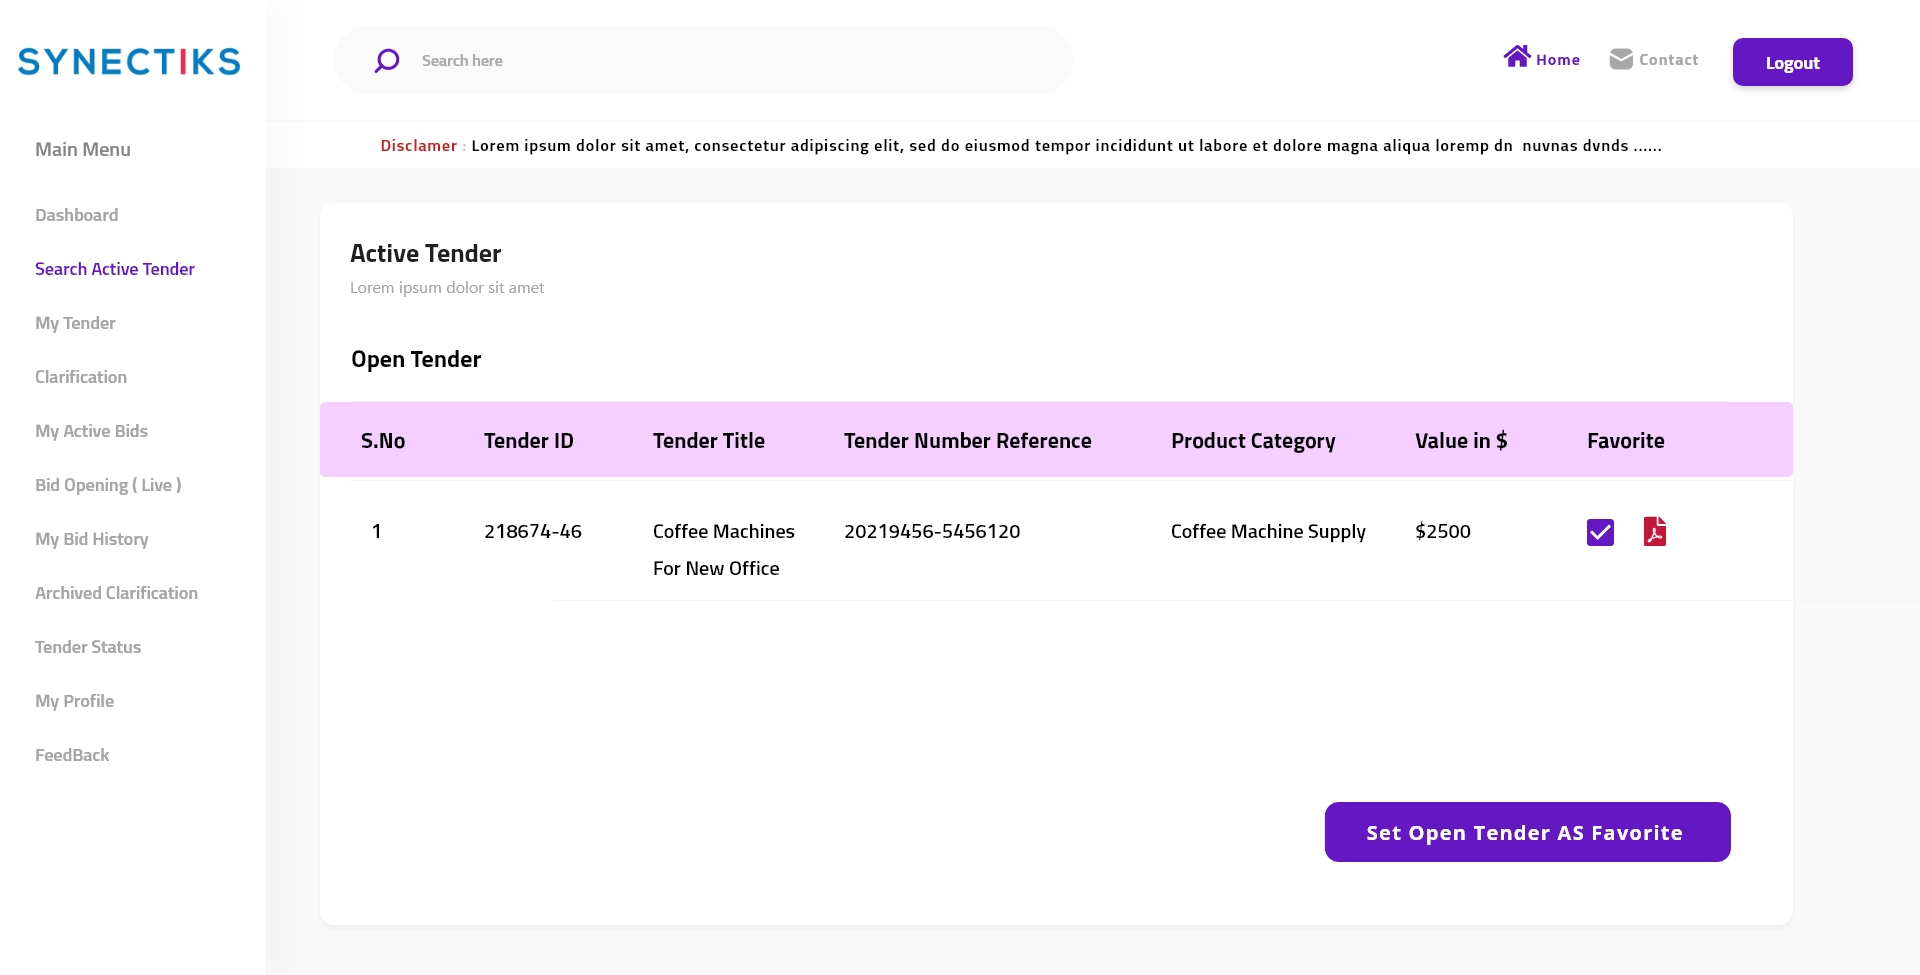 SYNECTIKS
Search here
Home
Contact
Logout
Disclamer : Lorem ipsum dolor sit amet, consectetur adipiscing elit, sed do eiusmod tempor incididunt ut labore et dolore magna aliqua loremp dn nuvnas dvnds ......
Main Menu
Dashboard
Search Active Tender
My Tender
Clarification
My Active Bids
Bid Opening ( Live )
My Bid History
Archived Clarification
Tender Status
My Profile
FeedBack
Active Tender
Lorem ipsum dolor sit amet
Open Tender
S.No Tender ID Tender Title Tender Number Reference Product Category Value in $ Favorite
1 218674-46 Coffee Machines 20219456-5456120 Coffee Machine Supply $2500
For New Office
Set Open Tender AS Favorite